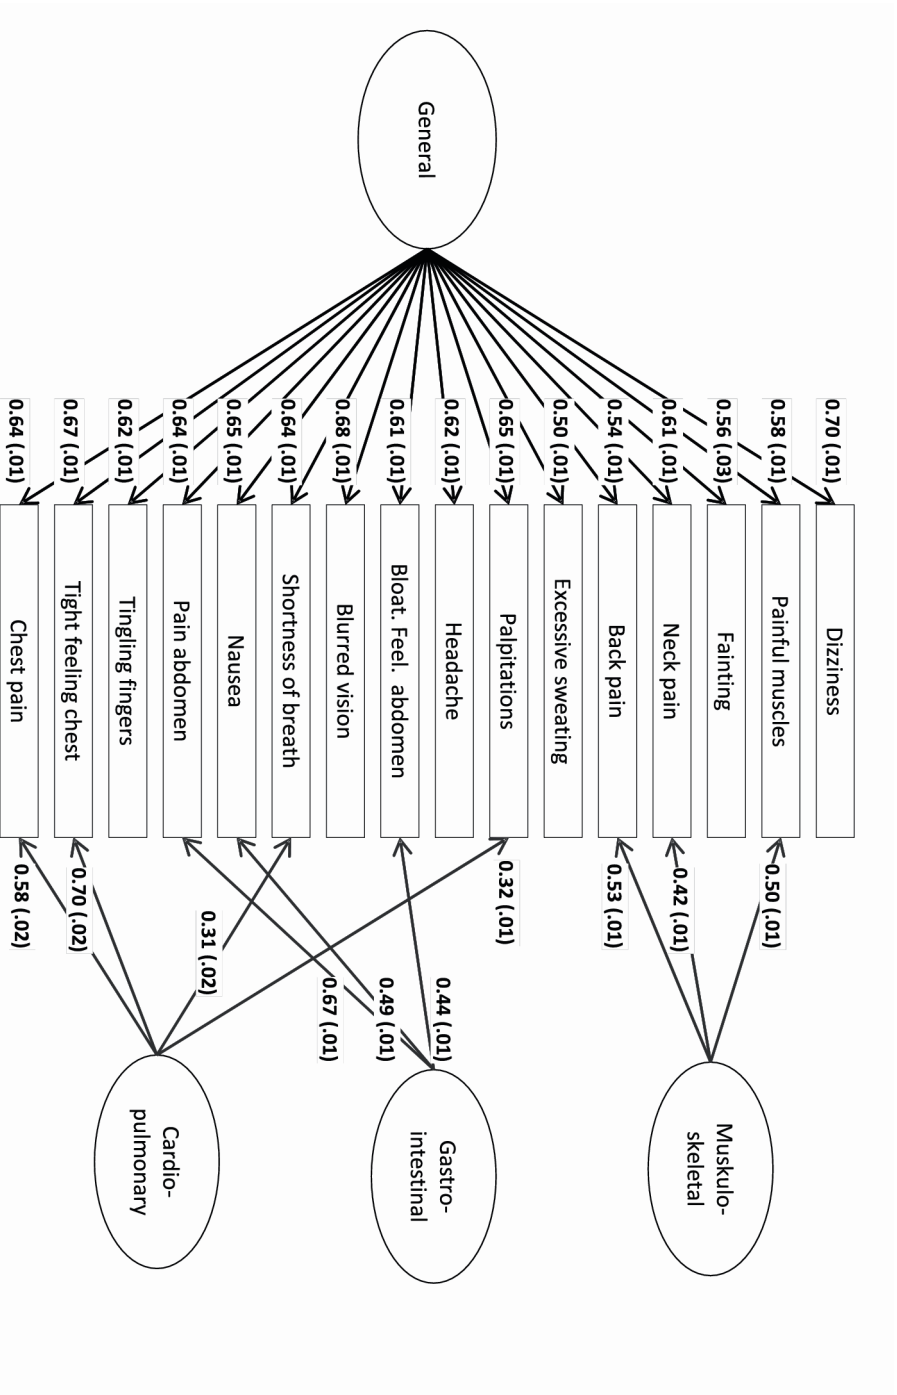 General
0.70 (.01)
0.58 (.01)
0.56 (.03)
0.61 (.01)
0.54 (.01)
0.50 (.01)
0.65 (.01)
0.62 (.01)
0.61 (.01)
0.68 (.01)
0.64 (.01)
0.65 (.01)
0.64 (.01)
0.62 (.01)
0.67 (.01)
0.64 (.01)
Dizziness
Painful muscles
Fainting
Neck pain
Back pain
Excessive sweating
Palpitations
Headache
Bloat. Feel. abdomen
Blurred vision
Shortness of breath
Nausea
Pain abdomen
Tingling fingers
Tight feeling chest
Chest pain
0.50 (.01)
0.42 (.01)
0.53 (.01)
0.32 (.01)
0.44 (.01)
0.49 (.01)
0.67 (.01)
0.31 (.02)
0.70 (.02)
0.58 (.02)
Muskulo-
skeletal
Gastro-
intestinal
Cardio-
pulmonary